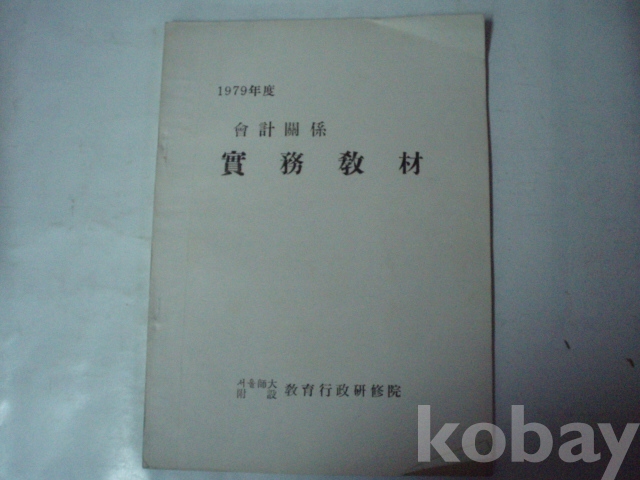 1979年度
會計關係
實務敎材
서울師大
附設
敎育行政硏修院
kobay